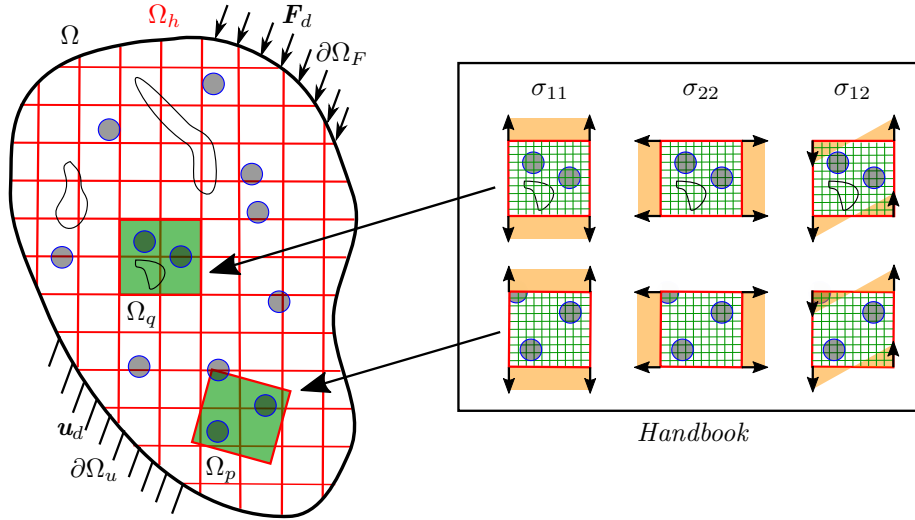 Ω
Ω_h
F_d
∂Ω_F
Ω_q
Ω_p
u_d
∂Ω_u
σ_11
σ_22
σ_12
Handbook